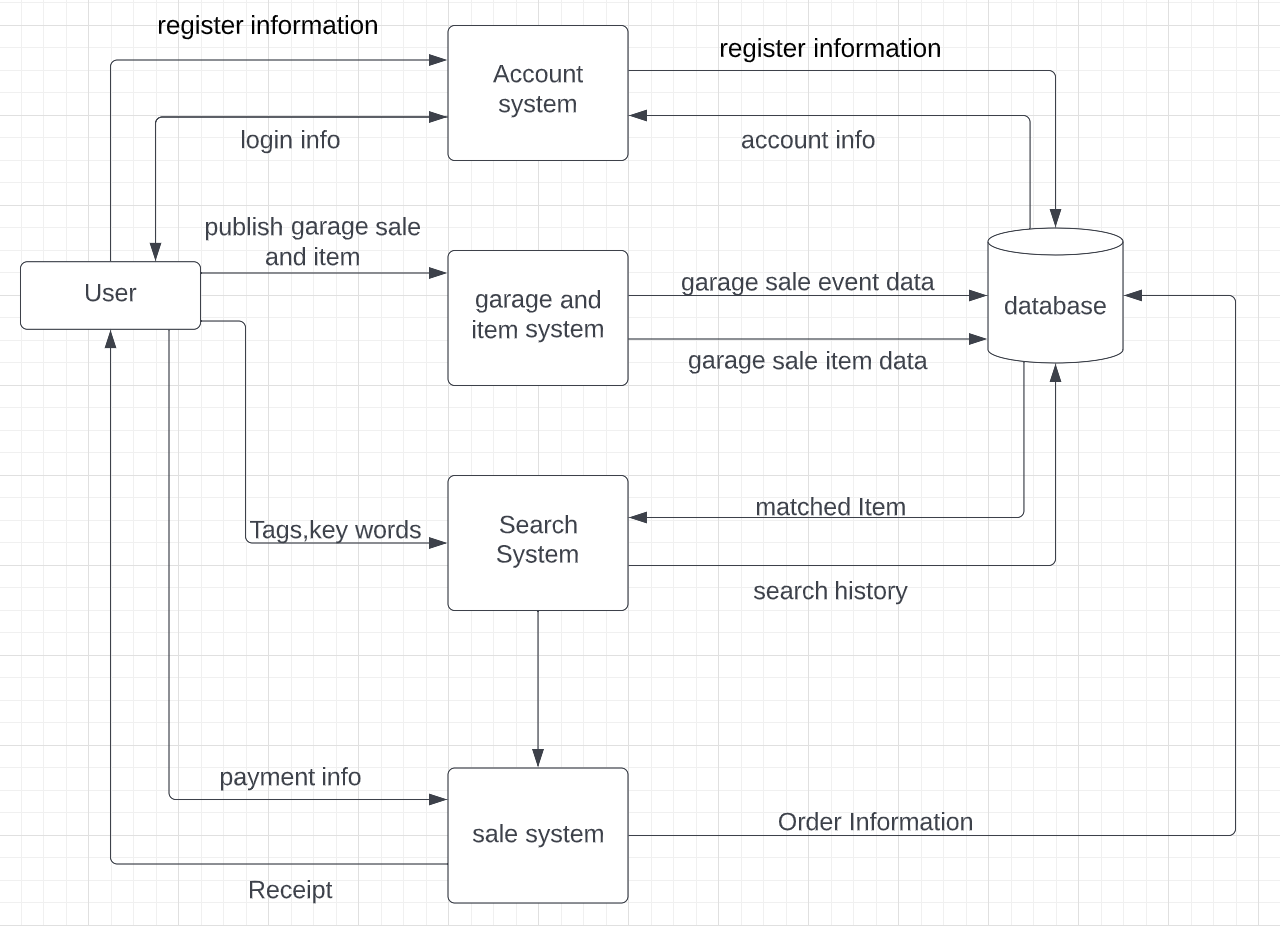 register information
register information
Account
system
login info
account info
publish garage sale
and item
User
garage and
item system
garage sale event data
database
garage sale item data
Tags,key words
Search
System
matched Item
search history
payment info
sale system
Order Information
Receipt